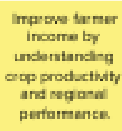 Improve farmer
income by
understanding
crop productivity
and regional
performance.